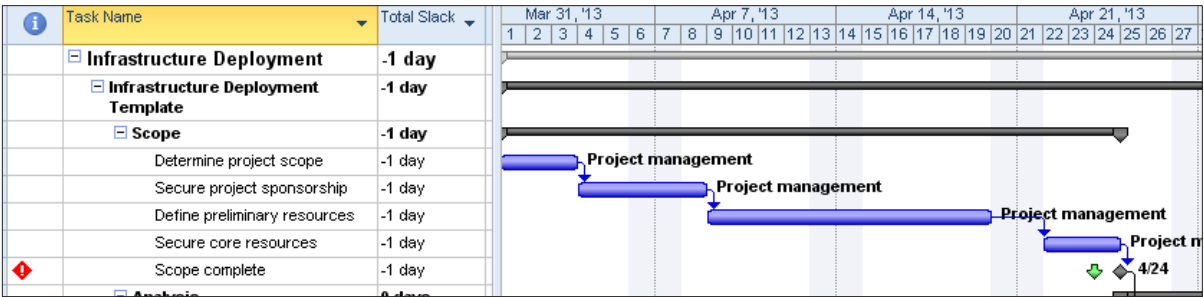 Task Name Total Slack Mar 31, '13 Apr 7, '13 Apr 14, '13 Apr 21, '13
1 2 3 4 5 6 7 8 9 10 11 12 13 14 15 16 17 18 19 20 21 22 23 24 25 26 27
Infrastructure Deployment -1 day
Infrastructure Deployment -1 day
Template
Scope -1 day
Determine project scope -1 day Project management
Secure project sponsorship -1 day Project management
Define preliminary resources -1 day Project management
Secure core resources -1 day Project m
Scope complete -1 day 4/24
Analysis 0 days